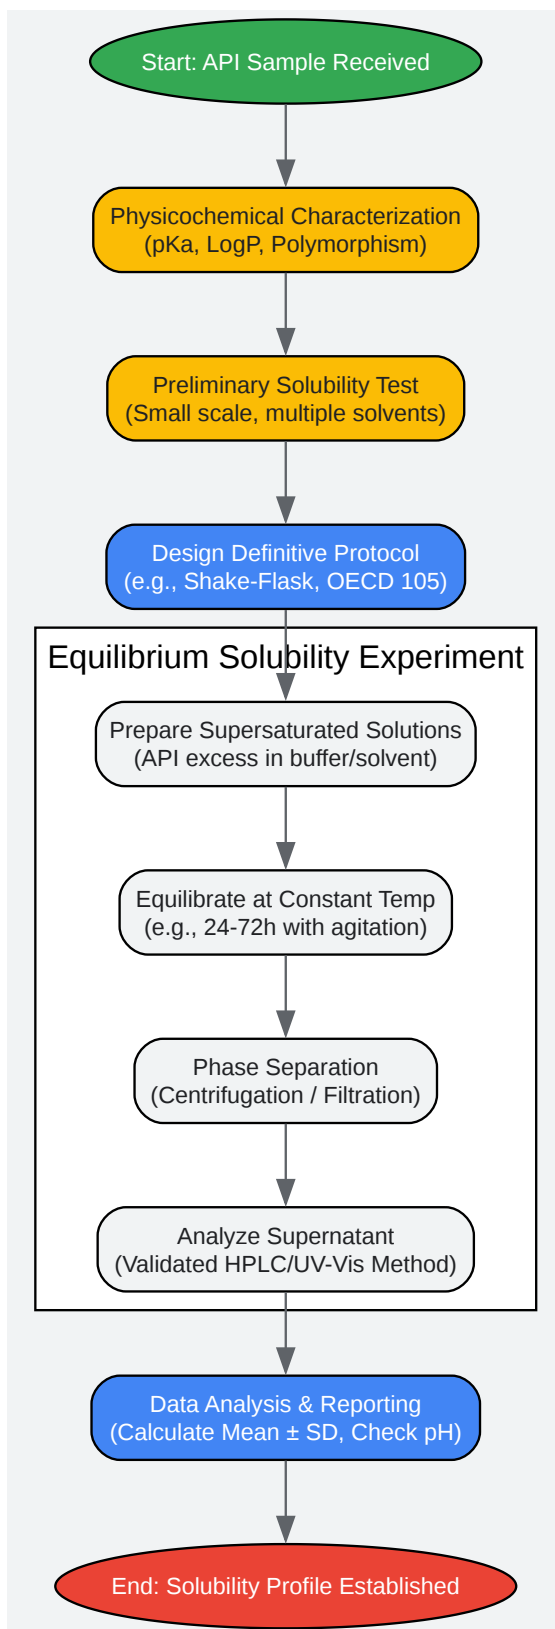 Start: API Sample Received
Physicochemical Characterization
(pKa, LogP, Polymorphism)
Preliminary Solubility Test
(Small scale, multiple solvents)
Design Definitive Protocol
(e.g., Shake-Flask, OECD 105)
Equilibrium Solubility Experiment
Prepare Supersaturated Solutions
(API excess in buffer/solvent)
Equilibrate at Constant Temp
(e.g., 24-72h with agitation)
Phase Separation
(Centrifugation / Filtration)
Analyze Supernatant
(Validated HPLC/UV-Vis Method)
Data Analysis & Reporting
(Calculate Mean ± SD, Check pH)
End: Solubility Profile Established